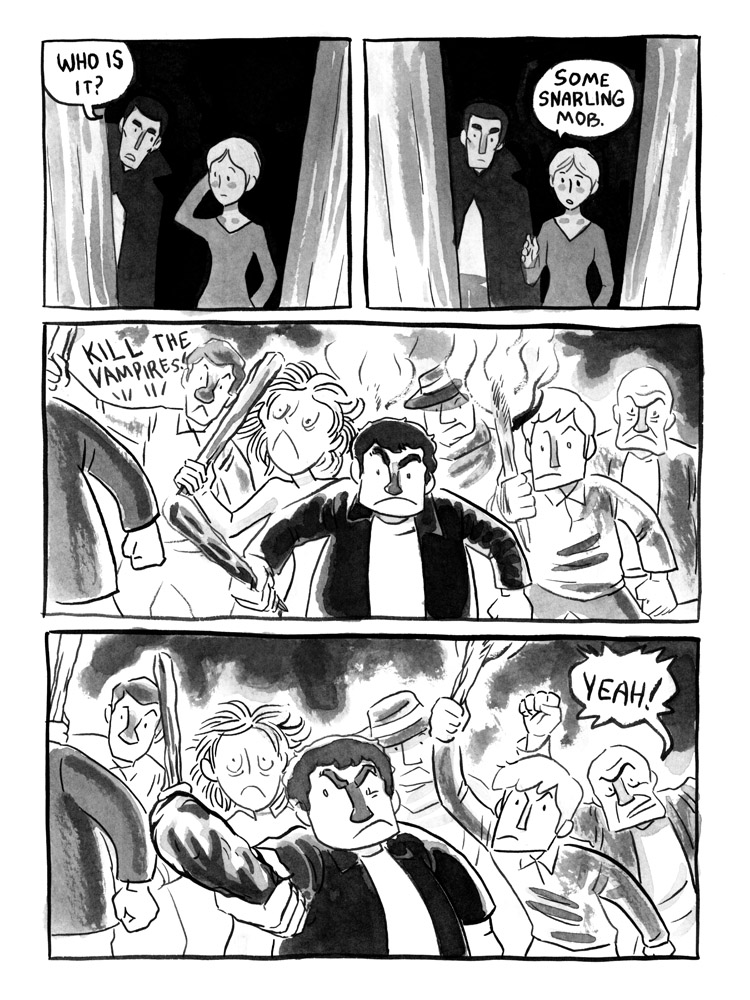 WHO IS
IT?
SOME
SNARLING
MOB.
KILL THE
VAMPIRES!
YEAH!